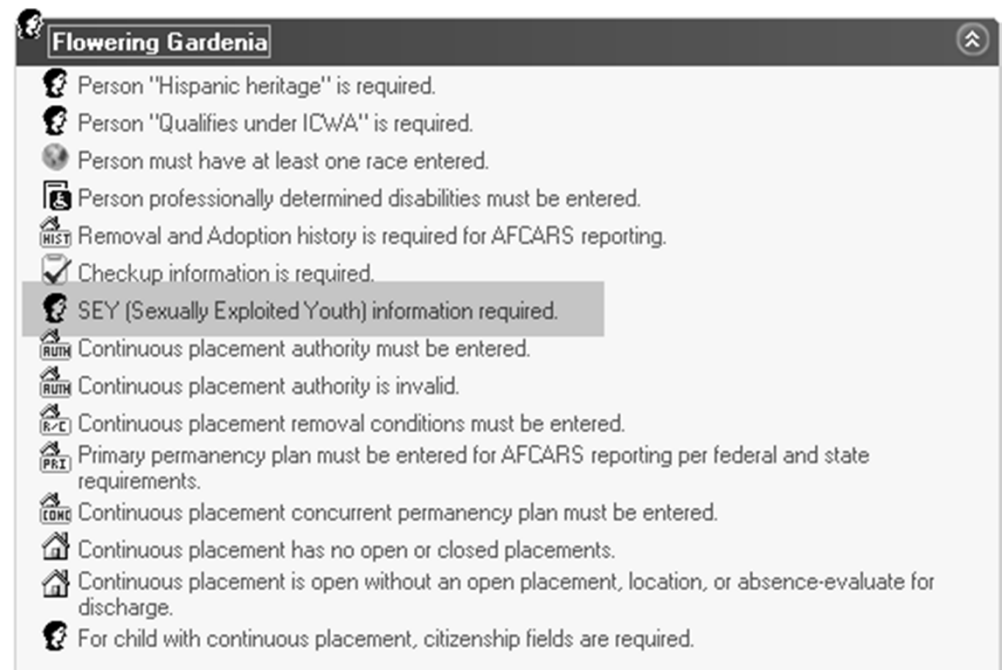 Flowering Gardenia
Person "Hispanic heritage" is required.
Person "Qualifies under ICWA" is required.
Person must have at least one race entered.
Person professionally determined disabilities must be entered.
HIST Removal and Adoption history is required for AFCARS reporting.
Checkup information is required.
SEY (Sexually Exploited Youth) information required.
AUTH Continuous placement authority must be entered.
AUTH Continuous placement authority is invalid.
R/C Continuous placement removal conditions must be entered.
PRI Primary permanency plan must be entered for AFCARS reporting per federal and state
requirements.
CONC Continuous placement concurrent permanency plan must be entered.
Continuous placement has no open or closed placements.
Continuous placement is open without an open placement, location, or absence-evaluate for
discharge.
For child with continuous placement, citizenship fields are required.